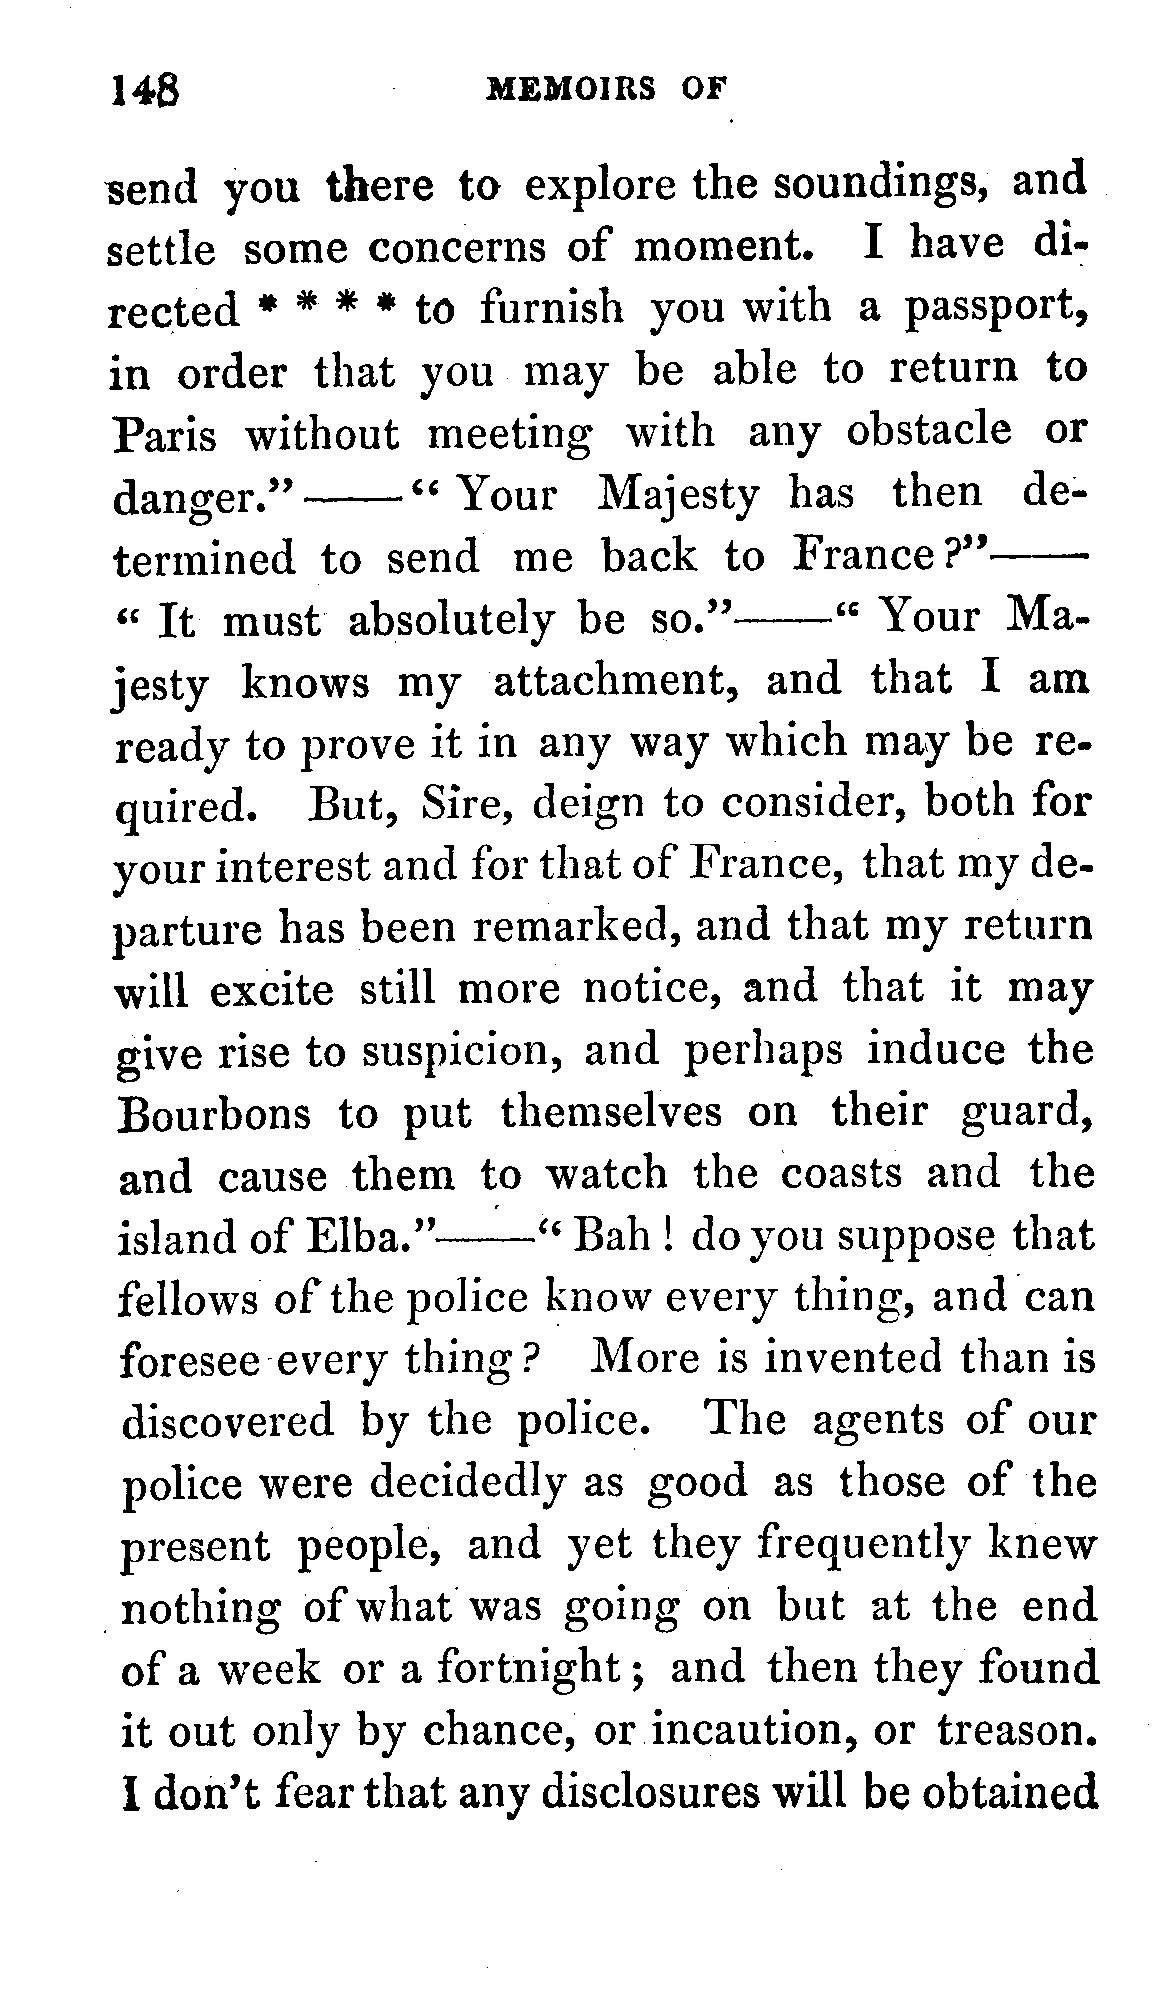 148 MEMOIRS OF
send you there to explore the soundings, and
settle some concerns of moment. I have di-
rected * * * * to furnish you with a passport,
in order that you may be able to return to
Paris without meeting with any obstacle or
danger."——" Your Majesty has then de-
termined to send me back to France?"——
" It must absolutely be so."——" Your Ma-
jesty knows my attachment, and that I am
ready to prove it in any way which may be re-
quired. But, Sire, deign to consider, both for
your interest and for that of France, that my de-
parture has been remarked, and that my return
will excite still more notice, and that it may
give rise to suspicion, and perhaps induce the
Bourbons to put themselves on their guard,
and cause them to watch the coasts and the
island of Elba."——" Bah ! do you suppose that
fellows of the police know every thing, and can
foresee every thing? More is invented than is
discovered by the police. The agents of our
police were decidedly as good as those of the
present people, and yet they frequently knew
nothing of what was going on but at the end
of a week or a fortnight; and then they found
it out only by chance, or incaution, or treason.
I don't fear that any disclosures will be obtained